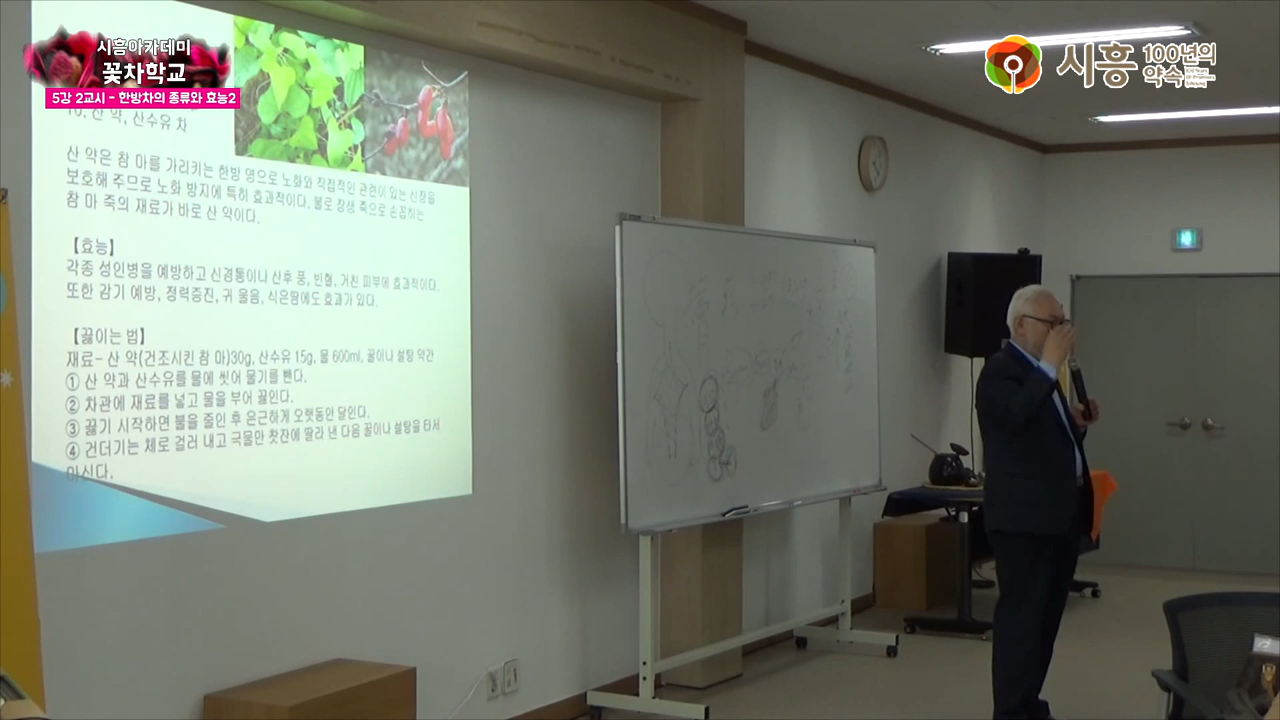 시흥아카데미
꽃차학교
5강 2교시 - 한방차의 종류와 효능2
시흥 100년의
약속
10. 산 약, 산수유 차
산 약은 참 마를 가리키는 한방 명으로 노화와 직접적인 관련이 있는 신장을
보호해 주므로 노화 방지에 특히 효과적이다. 불로 장생 죽으로 손꼽히는
참 마 죽의 재료가 바로 산 약이다.
【효능】
각종 성인병을 예방하고 신경통이나 산후 풍, 빈혈, 거친 피부에 효과적이다.
또한 감기 예방, 정력증진, 귀 울음, 식은땀에도 효과가 있다.
【끓이는 법】
재료- 산 약(건조시킨 참 마)30g, 산수유 15g, 물 600ml, 꿀이나 설탕 약간
① 산 약과 산수유를 물에 씻어 물기를 뺀다.
② 차관에 재료를 넣고 물을 부어 끓인다.
③ 끓기 시작하면 불을 줄인 후 은근하게 오랫동안 달인다.
④ 건더기는 체로 걸러 내고 국물만 찻잔에 따라 낸 다음 꿀이나 설탕을 타서
마신다.